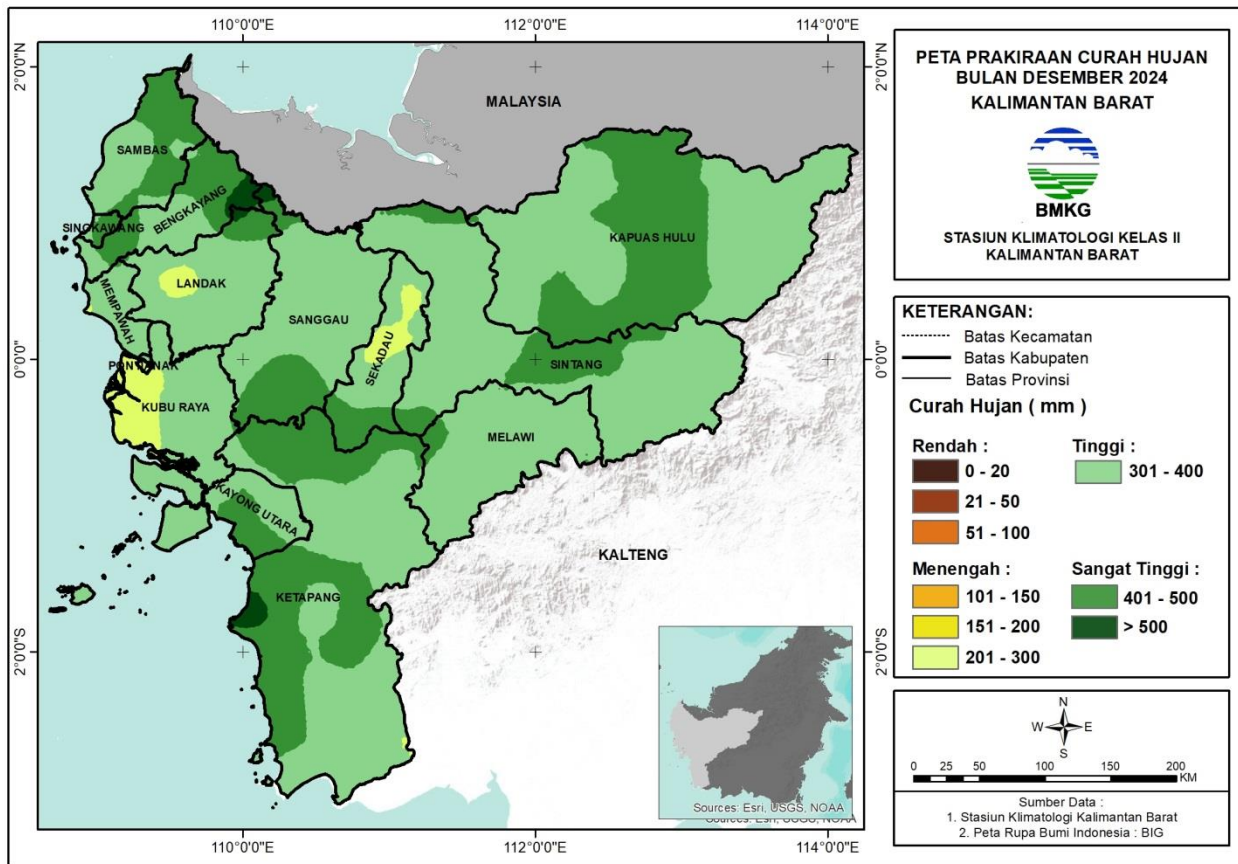 110°0'0"E
112°0'0"E
114°0'0"E
2°0'0"N
0°0'0"
2°0'0"S
2°0'0"N
0°0'0"
2°0'0"S
110°0'0"E
112°0'0"E
114°0'0"E
MALAYSIA
SAMBAS
BENGKAYANG
SINGKAWANG
KAPUAS HULU
LANDAK
MEMPAWAH
SANGGAU
SEKADAU
SINTANG
PONTIANAK
KUBU RAYA
MELAWI
KAYONG UTARA
KALTENG
KETAPANG
Sources: Esri, USGS, NOAA
Sources: Esri, USGS, NOAA
PETA PRAKIRAAN CURAH HUJAN
BULAN DESEMBER 2024
KALIMANTAN BARAT
BMKG
STASIUN KLIMATOLOGI KELAS II
KALIMANTAN BARAT
KETERANGAN:
Batas Kecamatan
Batas Kabupaten
Batas Provinsi
Curah Hujan ( mm )
Rendah :
0 - 20
21 - 50
51 - 100
Menengah :
101 - 150
151 - 200
201 - 300
Tinggi :
301 - 400
Sangat Tinggi :
401 - 500
> 500
N
W E
S
0 25 50 100 150 200
KM
Sumber Data :
1. Stasiun Klimatologi Kalimantan Barat
2. Peta Rupa Bumi Indonesia : BIG